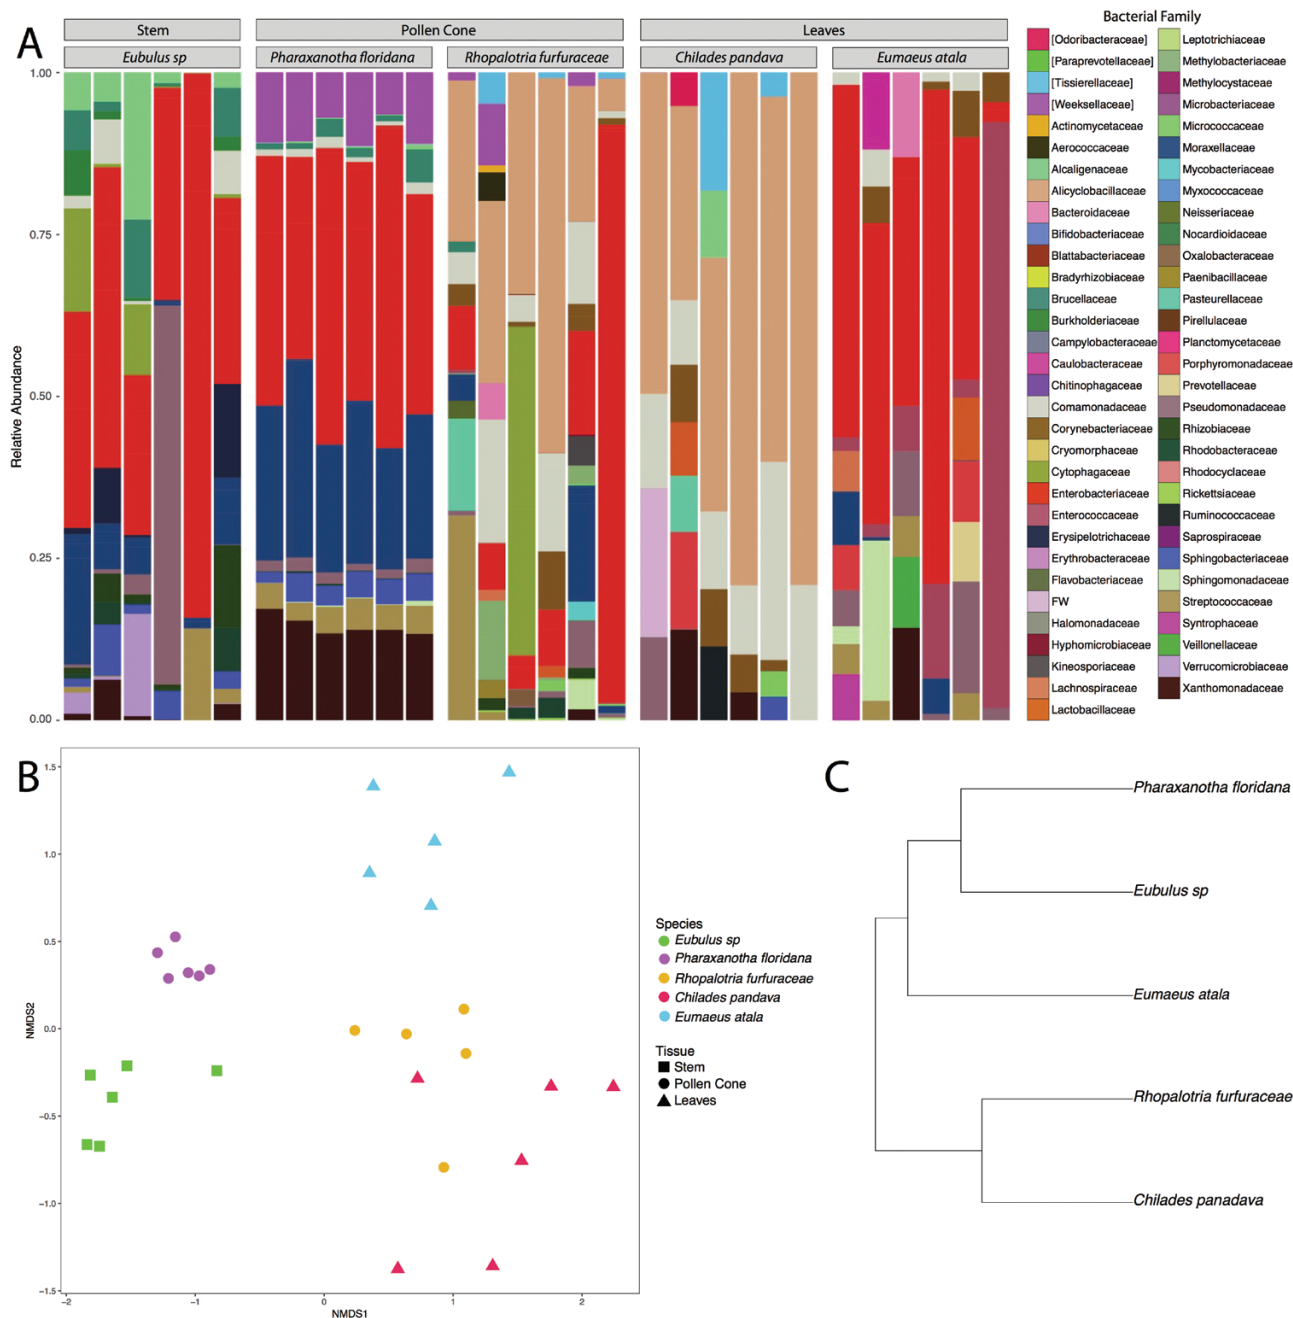 A
Stem
Pollen Cone
Leaves
Eubulus sp
Pharaxanotha floridana
Rhopalotria furfuraceae
Chilades pandava
Eumaeus atala
Relative Abundance
1.00
0.75
0.50
0.25
0.00
Bacterial Family
[Odoribacteraceae]
[Paraprevotellaceae]
[Tissierellaceae]
[Weeksellaceae]
Actinomycetaceae
Aerococcaceae
Alcaligenaceae
Alicyclobacillaceae
Bacteroidaceae
Bifidobacteriaceae
Blattabacteriaceae
Bradyrhizobiaceae
Brucellaceae
Burkholderiaceae
Campylobacteraceae
Caulobacteraceae
Chitinophagaceae
Comamonadaceae
Corynebacteriaceae
Cryomorphaceae
Cytophagaceae
Enterobacteriaceae
Enterococcaceae
Erysipelotrichaceae
Erythrobacteraceae
Flavobacteriaceae
FW
Halomonadaceae
Hyphomicrobiaceae
Kineosporiaceae
Lachnospiraceae
Lactobacillaceae
Leptotrichiaceae
Methylobacteriaceae
Methylocystaceae
Microbacteriaceae
Micrococcaceae
Moraxellaceae
Mycobacteriaceae
Myxococcaceae
Neisseriaceae
Nocardioidaceae
Oxalobacteraceae
Paenibacillaceae
Pasteurellaceae
Pirellulaceae
Planctomycetaceae
Porphyromonadaceae
Prevotellaceae
Pseudomonadaceae
Rhizobiaceae
Rhodobacteraceae
Rhodocyclaceae
Rickettsiaceae
Ruminococcaceae
Saprospiraceae
Sphingobacteriaceae
Sphingomonadaceae
Streptococcaceae
Syntrophaceae
Veillonellaceae
Verrucomicrobiaceae
Xanthomonadaceae
B
NMDS2
1.5
1.0
0.5
0.0
−0.5
−1.0
−1.5
−2
−1
0
1
2
NMDS1
Species
Eubulus sp
Pharaxanotha floridana
Rhopalotria furfuraceae
Chilades pandava
Eumaeus atala
Tissue
Stem
Pollen Cone
Leaves
C
Pharaxanotha floridana
Eubulus sp
Eumaeus atala
Rhopalotria furfuraceae
Chilades panadava